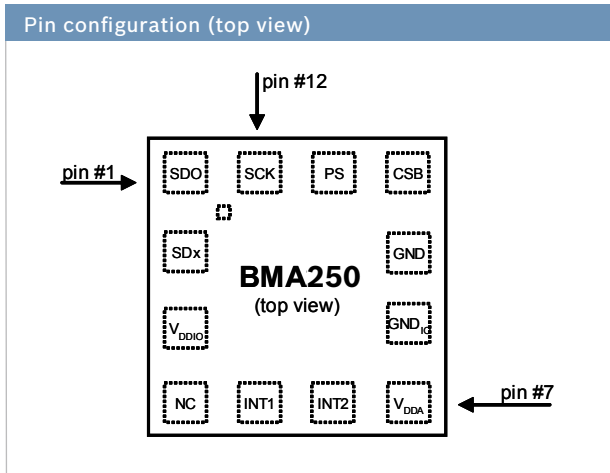 Pin configuration (top view)
pin #12
pin #1
SDO SCK PS CSB
SDx GND
BMA250
(top view)
VDDIO GNDIO
NC INT1 INT2 VDDA
pin #7